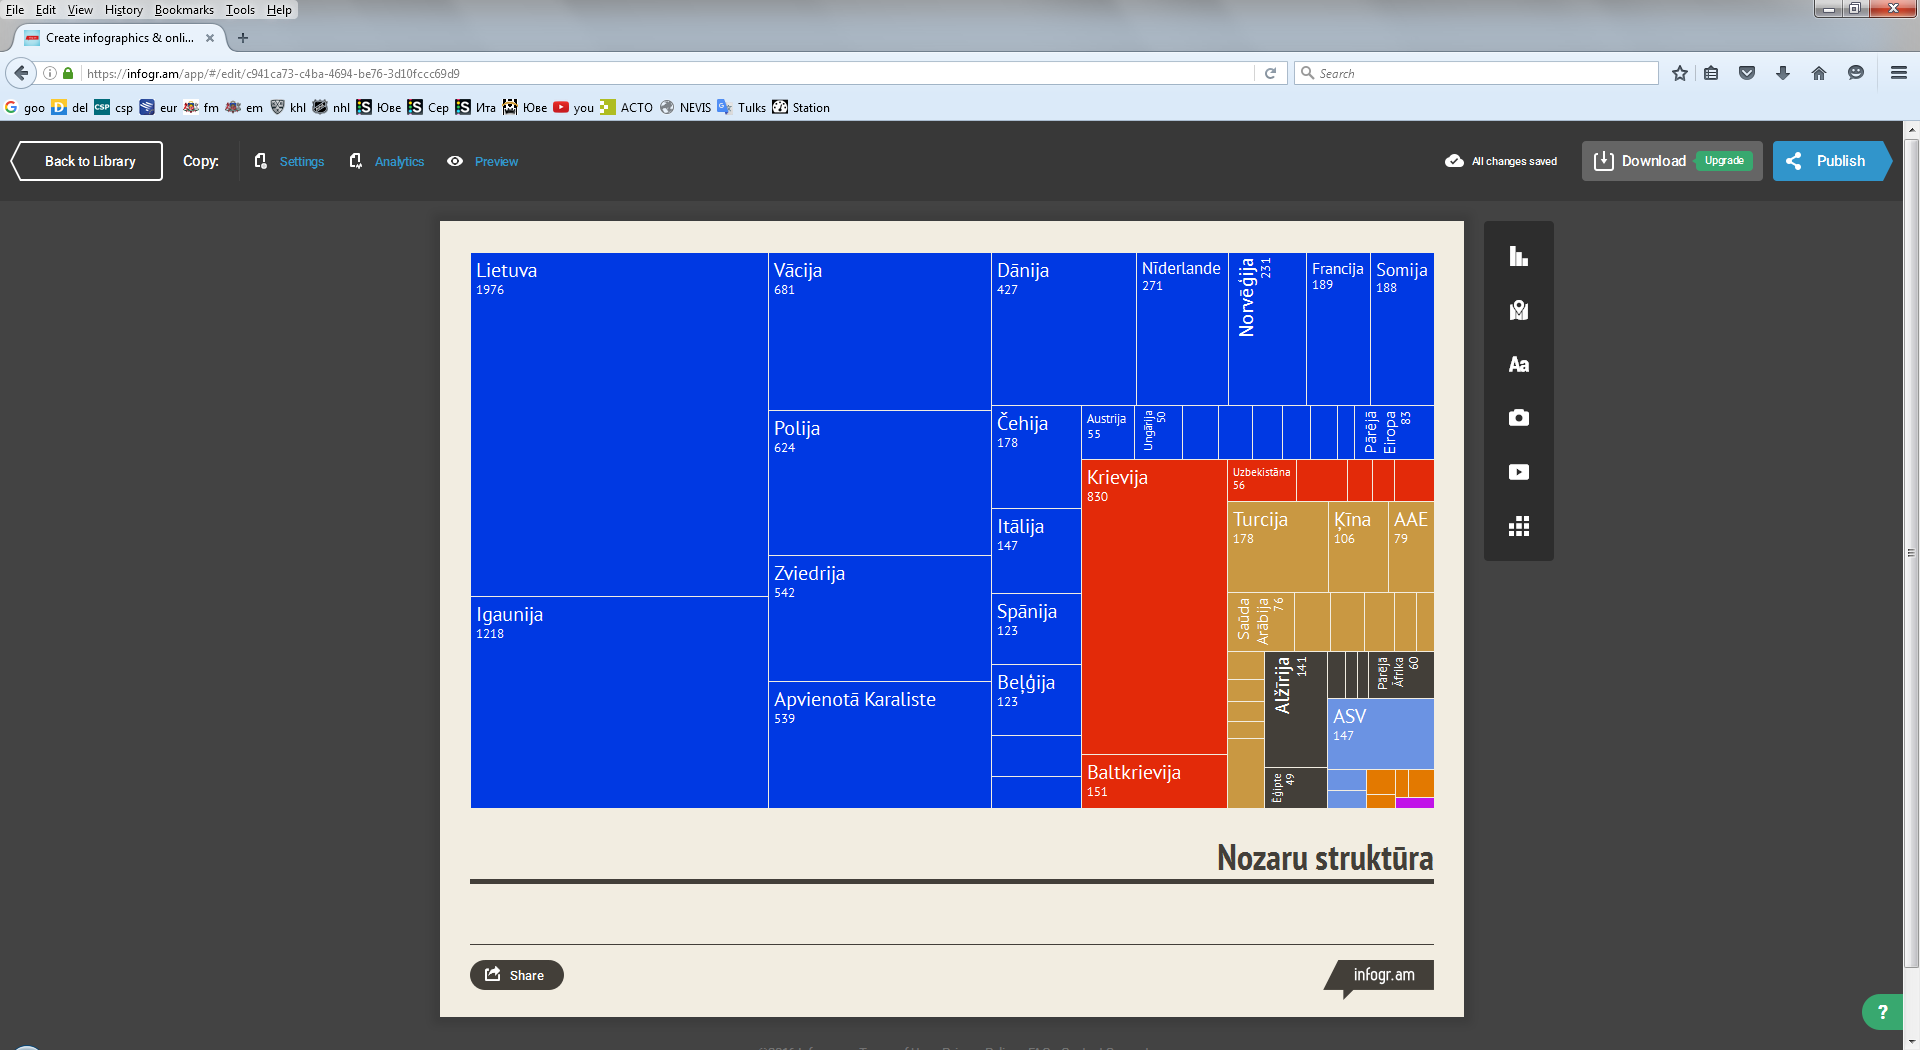 File Edit View History Bookmarks Tools Help
Create infographics & onli...
https://infogr.am/app/#/edit/c941ca73-c4ba-4694-be76-3d10fccc69d9
Search
goo del csp eur fm em khl nhl Юве Сер Ита Юве you ACTO NEVIS Tulks Station
Back to Library Copy: Settings Analytics Preview All changes saved Download Upgrade Publish
Lietuva
1976
Igaunija
1218
Vācija
681
Polija
624
Zviedrija
542
Apvienotā Karaliste
539
Dānija
427
Nīderlande
271
Norvēģija
231
Francija
189
Somija
188
Čehija
178
Itālija
147
Spānija
123
Beļģija
123
Austrija
55
Ungārija
50
Pārējā
Eiropa
83
Krievija
830
Baltkrievija
151
Uzbekistāna
56
Turcija
178
Ķīna
106
AAE
79
Saūda
Arābija
76
Alžīrija
141
Ēģipte
49
Pārējā
Āfrika
60
ASV
147
Nozaru struktūra
Share
infogr.am
?